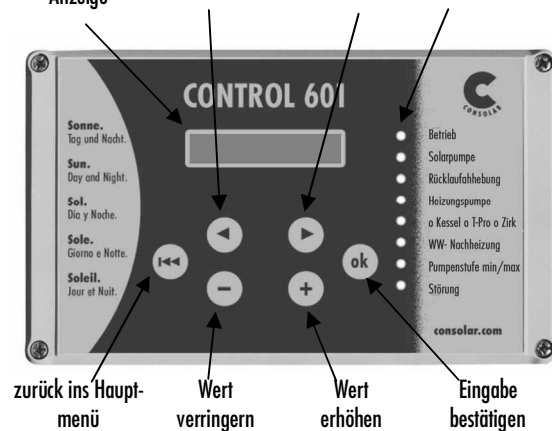 Anzeige
CONTROL 601
CONSOLAR
Sonne.
Tag und Nacht.
Sun.
Day and Night.
Sol.
Dia y Noche.
Sole.
Giorno e Notte.
Soleil.
Jour et Nuit.
ok
Betrieb
Solarpumpe
Rücklaufahhebung
Heizungspumpe
o Kessel o T-Pro o Zirk
WW- Nachheizung
Pumpenstufe min/max
Störung
consolar.com
zurück ins Haupt-
menü
Wert
verringern
Wert
erhöhen
Eingabe
bestätigen